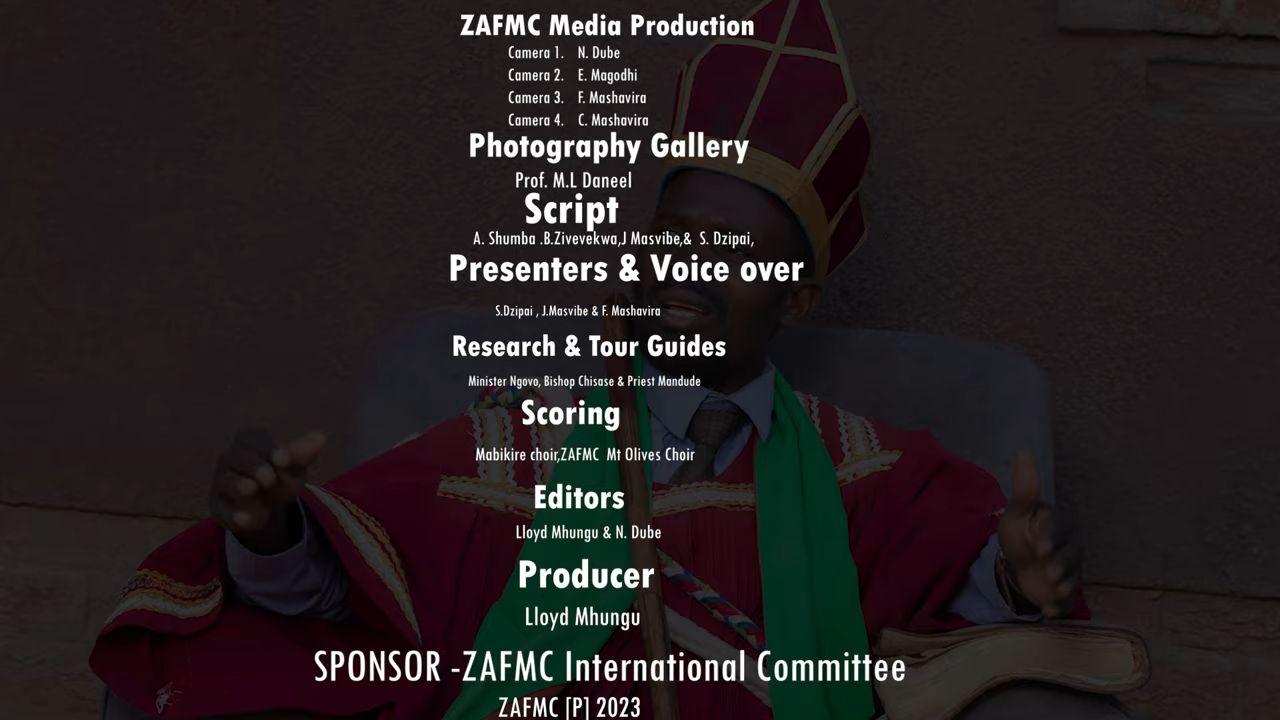 ZAFMC Media Production
Camera 1. N. Dube
Camera 2. E. Magodhi
Camera 3. F. Mashavira
Camera 4. C. Mashavira
Photography Gallery
Prof. M.L Daneel
Script
A. Shumba .B.Zivevekwa,J Masvibe,& S. Dzipai,
Presenters & Voice over
S.Dzipai , J.Masvibe & F. Mashavira
Research & Tour Guides
Minister Ngovo, Bishop Chisase & Priest Mandude
Scoring
Mabikire choir,ZAFMC Mt Olives Choir
Editors
Lloyd Mhungu & N. Dube
Producer
Lloyd Mhungu
SPONSOR -ZAFMC International Committee
ZAFMC [P] 2023